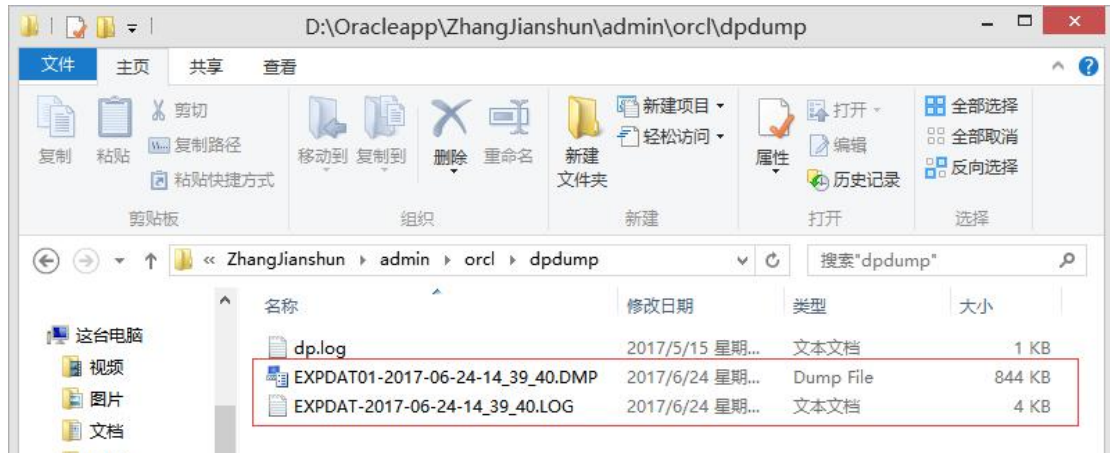 D:\Oracleapp\ZhangJianshun\admin\orcl\dpdump
文件 主页 共享 查看
复制 粘贴 剪切 复制路径 粘贴快捷方式 移动到 复制到 删除 重命名 新建文件夹 新建项目 轻松访问 属性 打开 编辑 历史记录 全部选择 全部取消 反向选择
剪贴板 组织 新建 打开 选择
« ZhangJianshun admin orcl dpdump 搜索"dpdump"
名称 修改日期 类型 大小
这台电脑
视频
图片
文档
dp.log 2017/5/15 星期... 文本文档 1 KB
EXPDAT01-2017-06-24-14_39_40.DMP 2017/6/24 星期... Dump File 844 KB
EXPDAT-2017-06-24-14_39_40.LOG 2017/6/24 星期... 文本文档 4 KB